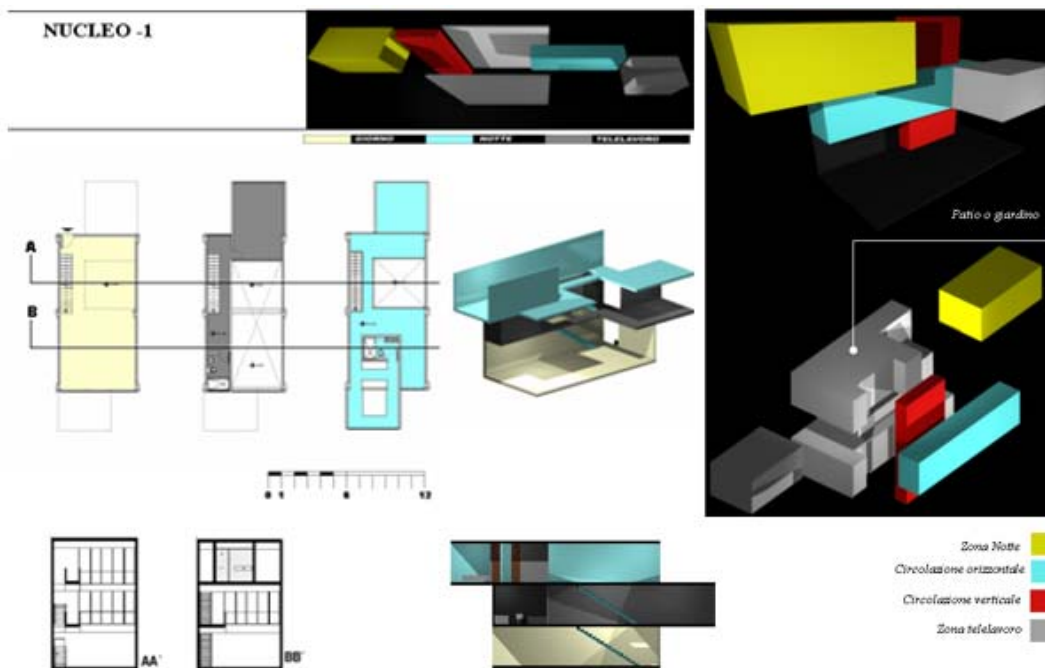 NUCLEO -1
GIORNO NOTTE TELELAVORO
Patio o giardino
A
B
0 1 6 12
AA'
BB'
Zona Notte
Circolazione orizzontale
Circolazione verticale
Zona telelavoro